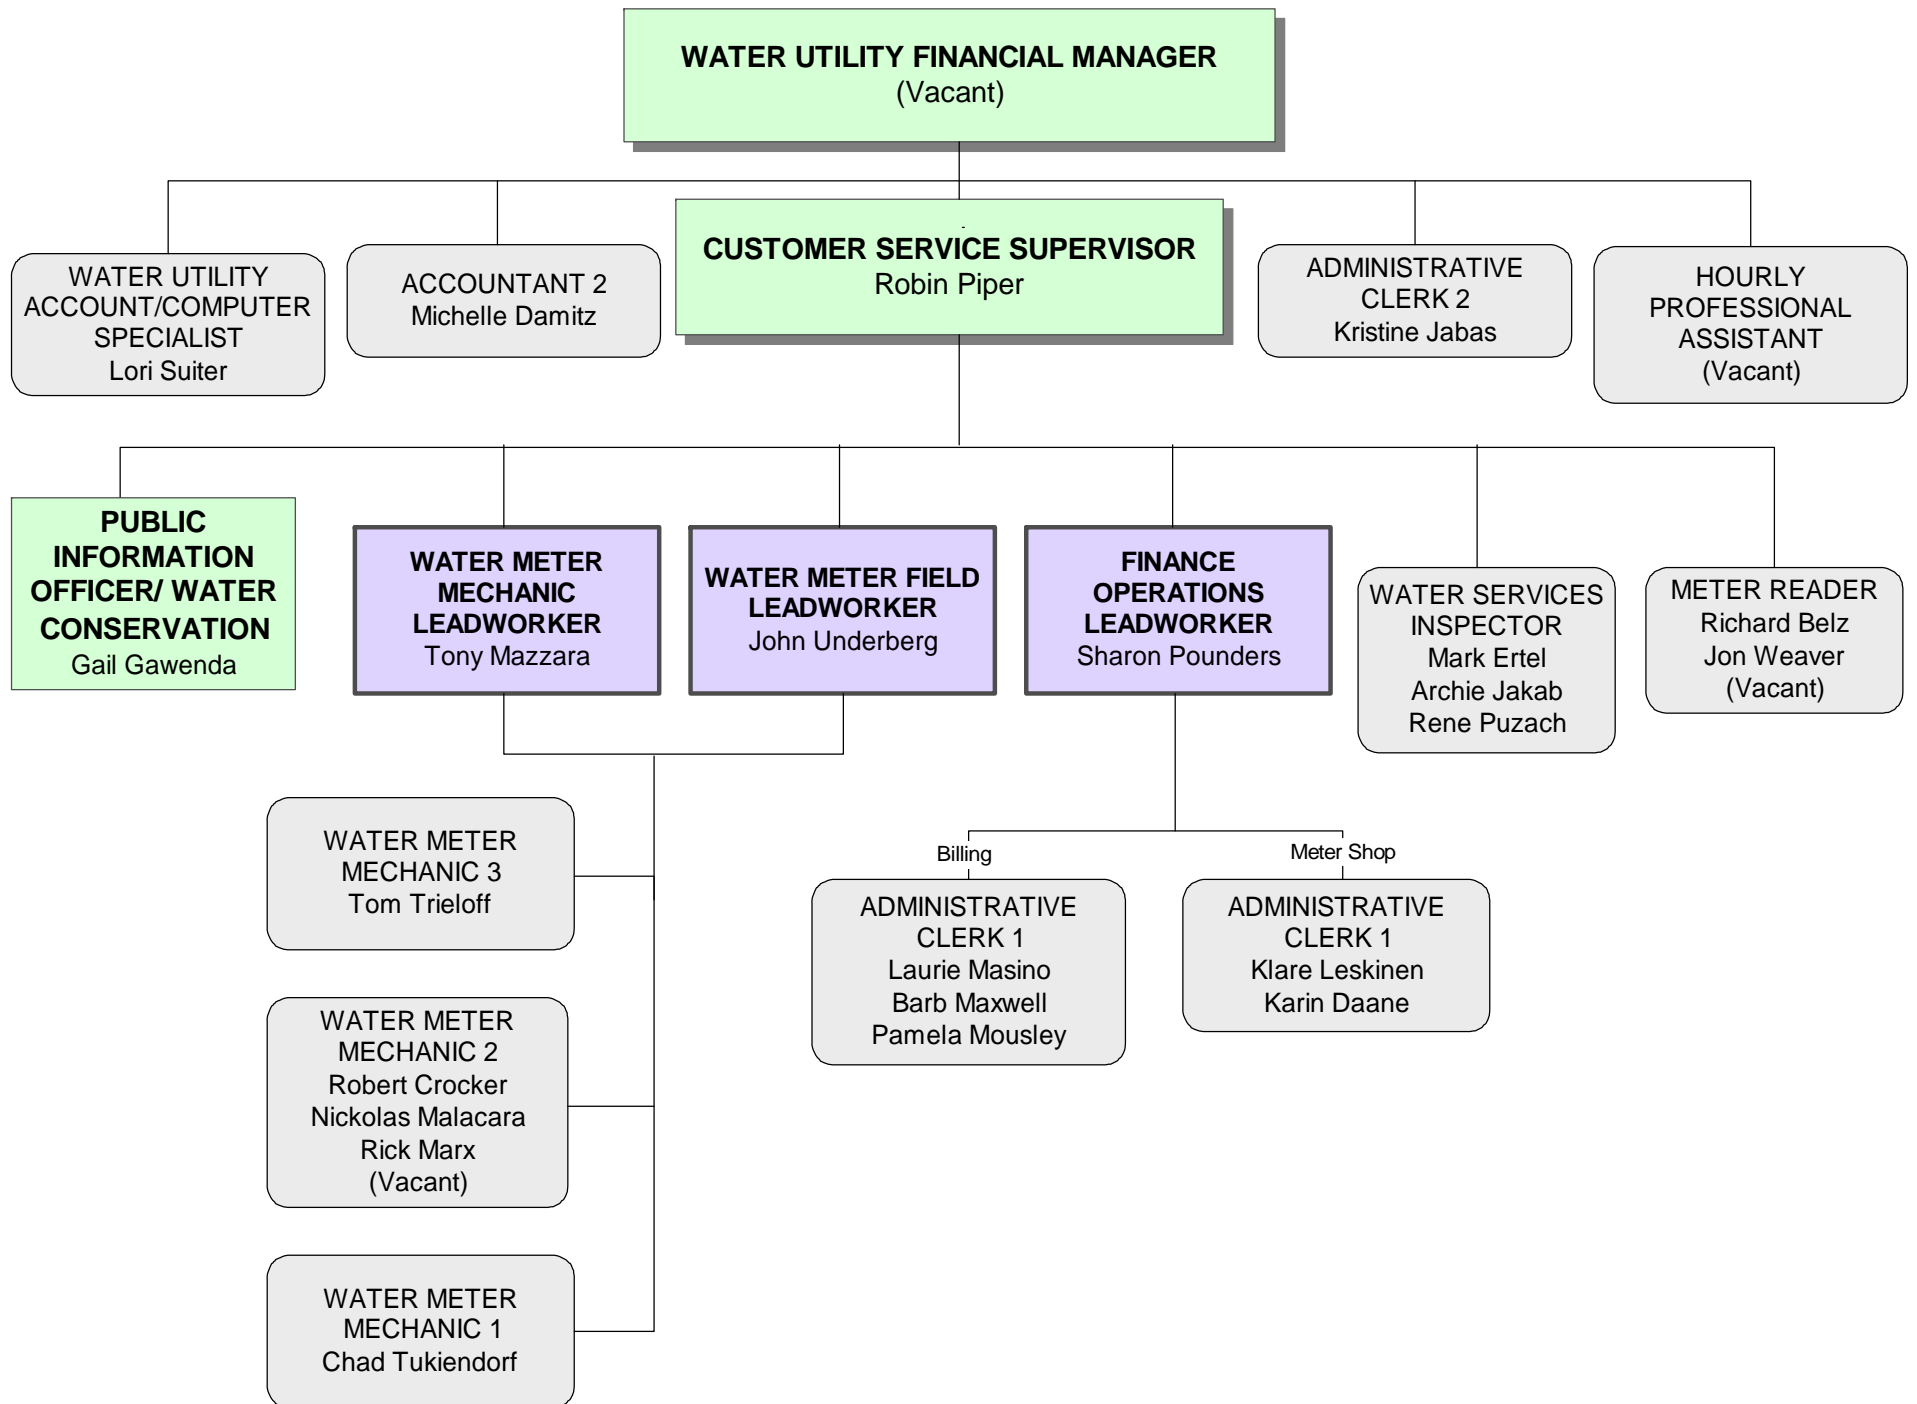 WATER UTILITY FINANCIAL MANAGER
(Vacant)
WATER UTILITY
ACCOUNT/COMPUTER
SPECIALIST
Lori Suiter
ACCOUNTANT 2
Michelle Damitz
CUSTOMER SERVICE SUPERVISOR
Robin Piper
ADMINISTRATIVE
CLERK 2
Kristine Jabas
HOURLY
PROFESSIONAL
ASSISTANT
(Vacant)
PUBLIC
INFORMATION
OFFICER/ WATER
CONSERVATION
Gail Gawenda
WATER METER
MECHANIC
LEADWORKER
Tony Mazzara
WATER METER FIELD
LEADWORKER
John Underberg
FINANCE
OPERATIONS
LEADWORKER
Sharon Pounders
WATER SERVICES
INSPECTOR
Mark Ertel
Archie Jakab
Rene Puzach
METER READER
Richard Belz
Jon Weaver
(Vacant)
WATER METER
MECHANIC 3
Tom Trieloff
WATER METER
MECHANIC 2
Robert Crocker
Nickolas Malacara
Rick Marx
(Vacant)
WATER METER
MECHANIC 1
Chad Tukiendorf
Billing
ADMINISTRATIVE
CLERK 1
Laurie Masino
Barb Maxwell
Pamela Mousley
Meter Shop
ADMINISTRATIVE
CLERK 1
Klare Leskinen
Karin Daane